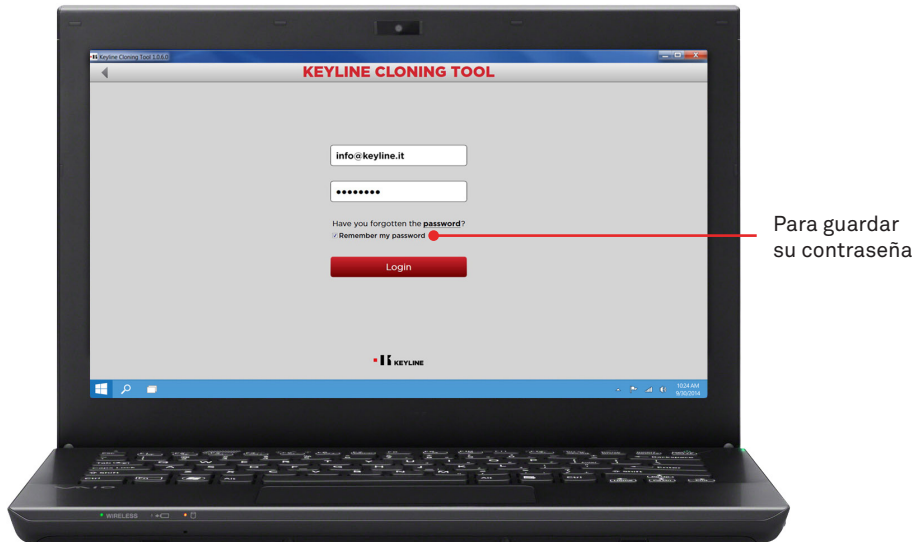 Keyline Cloning Tool 1.0.6.0
KEYLINE CLONING TOOL
info@keyline.it
Have you forgotten the password?
Remember my password
Login
KEYLINE
10:24 AM
9/30/2014
Para guardar
su contraseña
WIRELESS